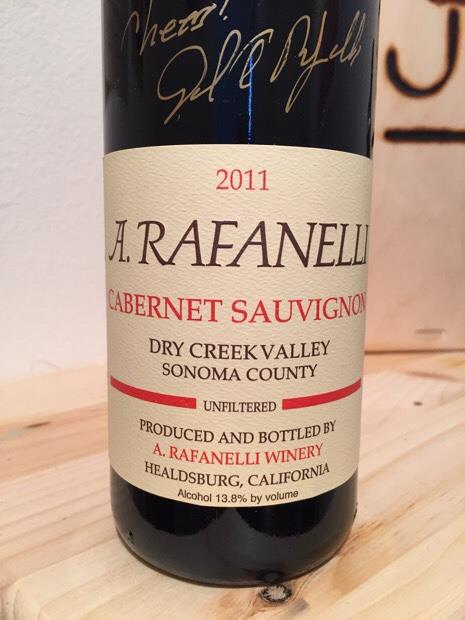 Cheers!
2011
A. RAFANELLI
CABERNET SAUVIGNON
DRY CREEK VALLEY
SONOMA COUNTY
UNFILTERED
PRODUCED AND BOTTLED BY
A. RAFANELLI WINERY
HEALDSBURG, CALIFORNIA
Alcohol 13.8% by volume